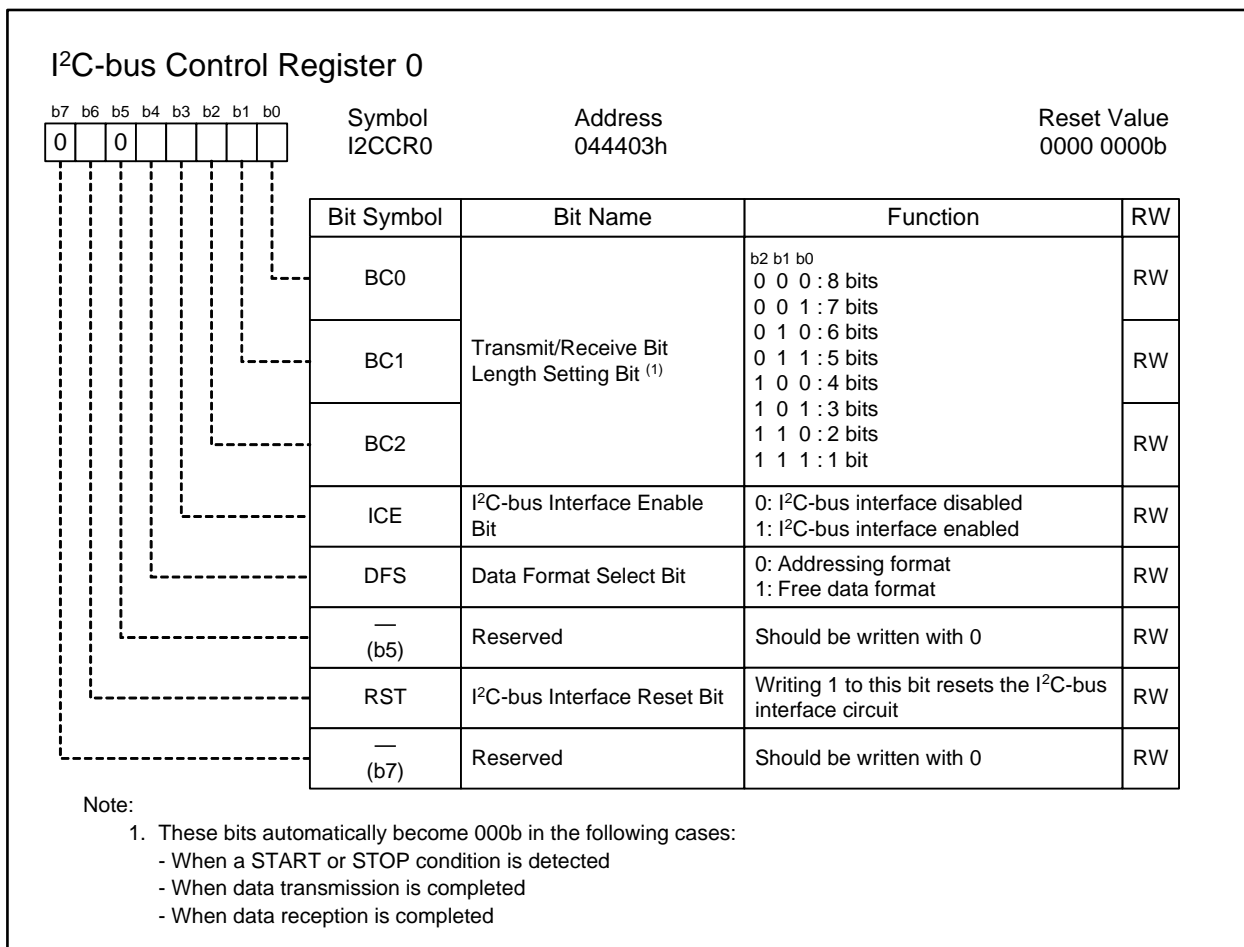 I²C-bus Control Register 0
b7 b6 b5 b4 b3 b2 b1 b0
0 0
Symbol Address Reset Value
I2CCR0 044403h 0000 0000b
Bit Symbol Bit Name Function RW
BC0
BC1
BC2
Transmit/Receive Bit
Length Setting Bit (1)
b2 b1 b0
0 0 0 : 8 bits
0 0 1 : 7 bits
0 1 0 : 6 bits
0 1 1 : 5 bits
1 0 0 : 4 bits
1 0 1 : 3 bits
1 1 0 : 2 bits
1 1 1 : 1 bit
RW
RW
RW
ICE
I²C-bus Interface Enable
Bit
0: I²C-bus interface disabled
1: I²C-bus interface enabled
RW
DFS
Data Format Select Bit
0: Addressing format
1: Free data format
RW
—
(b5)
Reserved
Should be written with 0
RW
RST
I²C-bus Interface Reset Bit
Writing 1 to this bit resets the I²C-bus
interface circuit
RW
—
(b7)
Reserved
Should be written with 0
RW
Note:
1. These bits automatically become 000b in the following cases:
- When a START or STOP condition is detected
- When data transmission is completed
- When data reception is completed